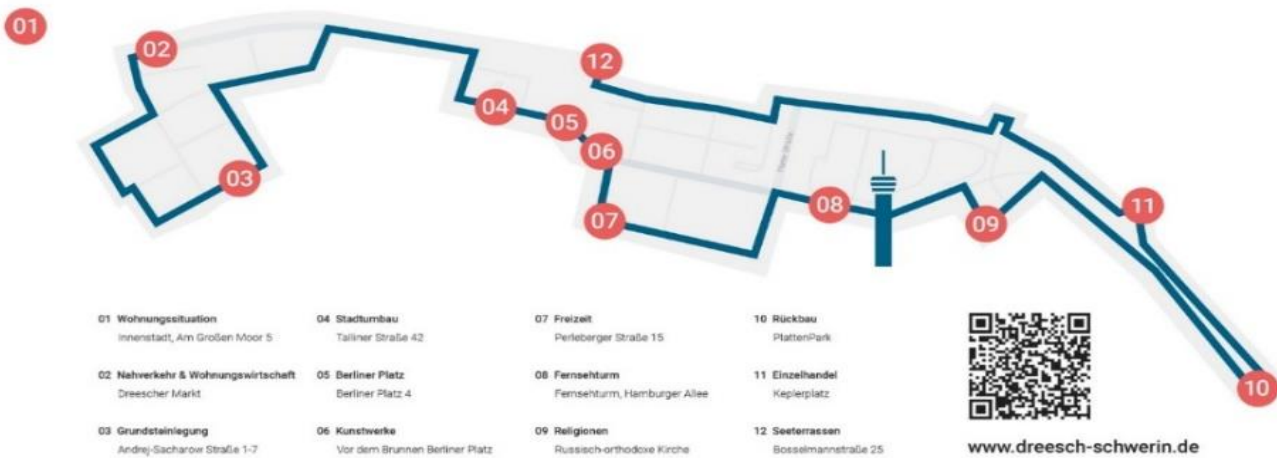 01
02
12
04
05
06
03
11
08
07
09
10
01 Wohnungssituation
Innenstadt, Am Großen Moor 5
02 Nahverkehr & Wohnungswirtschaft
Dreescher Markt
03 Grundsteinlegung
Andrej-Sacharow Straße 1-7
04 Stadtumbau
Talliner Straße 42
05 Berliner Platz
Berliner Platz 4
06 Kunstwerke
Vor dem Brunnen Berliner Platz
07 Freizeit
Perleberger Straße 15
08 Fernsehturm
Fernsehturm, Hamburger Allee
09 Religionen
Russisch-orthodoxe Kirche
10 Rückbau
PlattenPark
11 Einzelhandel
Keplerplatz
12 Seeterrassen
Bosselmannstraße 25
www.dreesch-schwerin.de